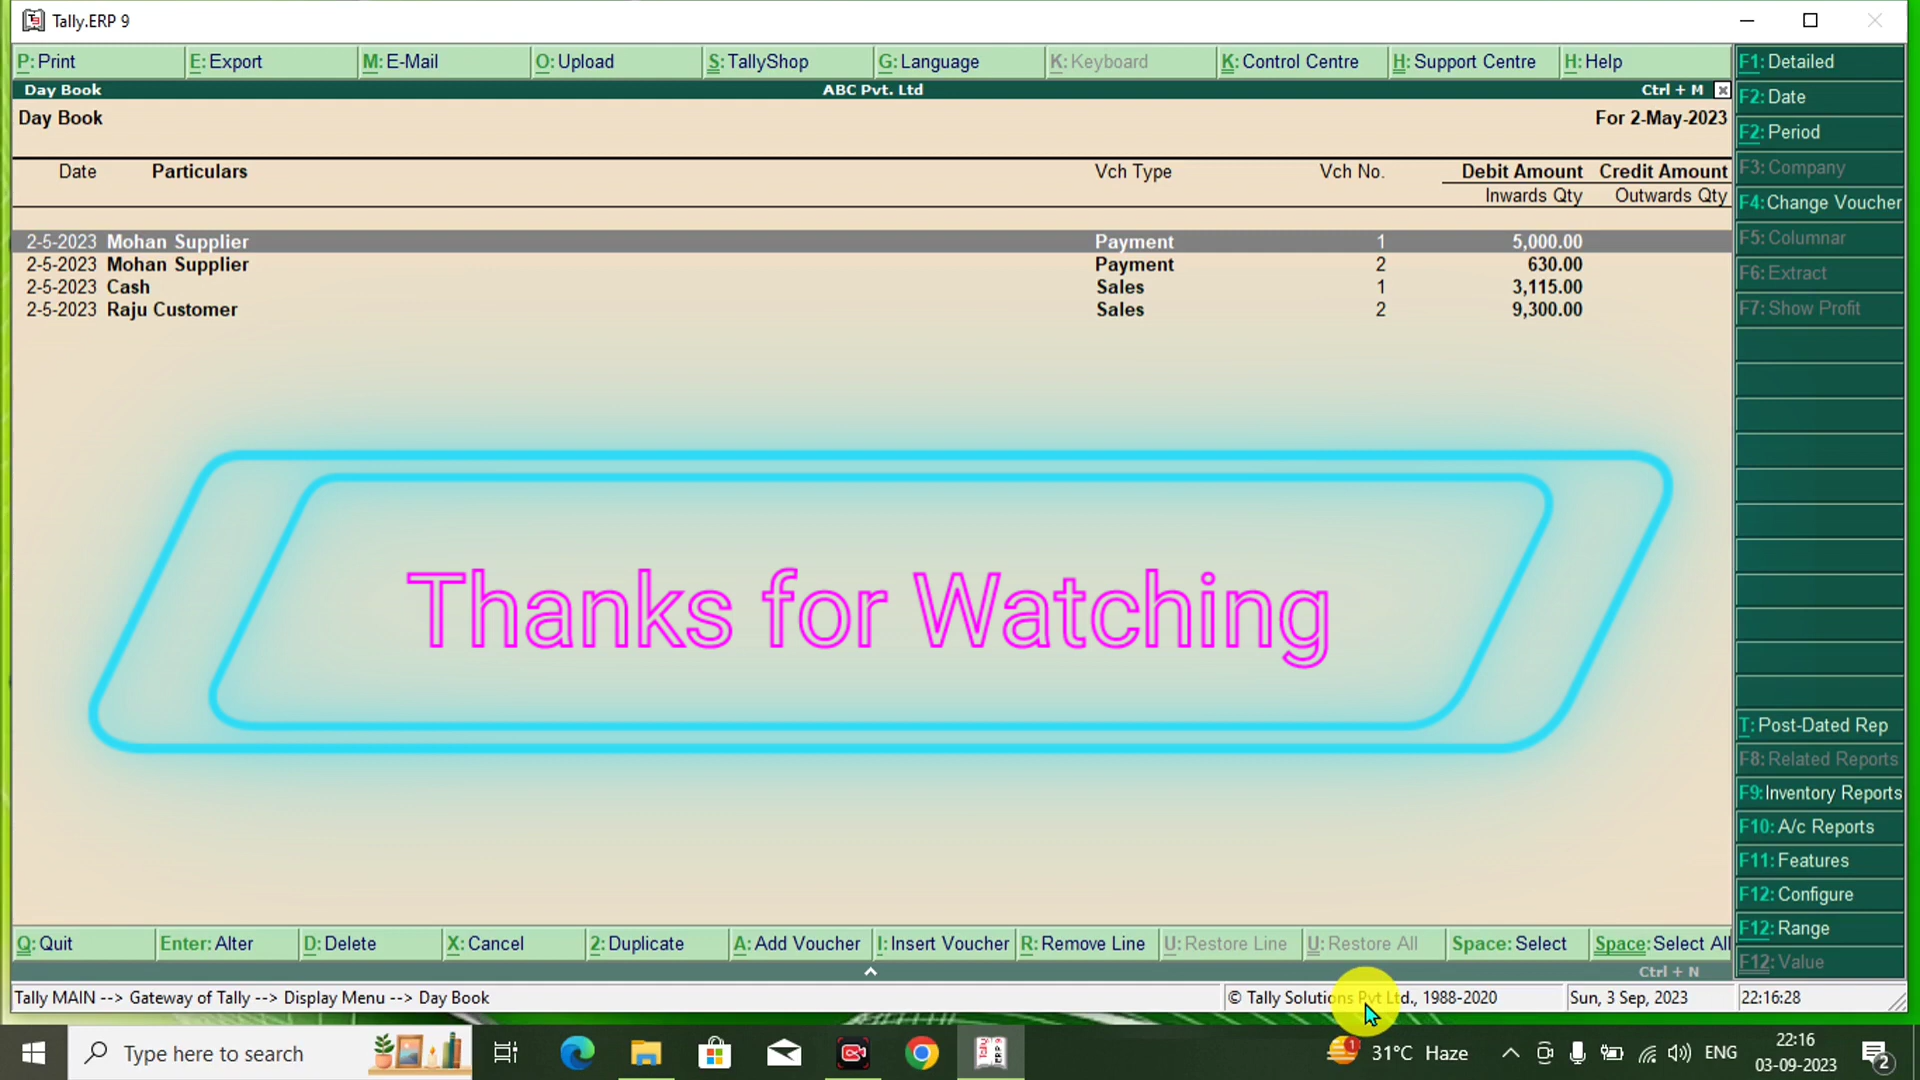 Tally.ERP 9
P: Print E: Export M: E-Mail O: Upload S: TallyShop G: Language K: Keyboard K: Control Centre H: Support Centre H: Help
Day Book ABC Pvt. Ltd Ctrl + M
Day Book For 2-May-2023
Date Particulars Vch Type Vch No. Debit Amount Credit Amount
Inwards Qty Outwards Qty
2-5-2023 Mohan Supplier Payment 1 5,000.00
2-5-2023 Mohan Supplier Payment 2 630.00
2-5-2023 Cash Sales 1 3,115.00
2-5-2023 Raju Customer Sales 2 9,300.00
Thanks for Watching
F1: Detailed
F2: Date
F2: Period
F3: Company
F4: Change Voucher
F5: Columnar
F6: Extract
F7: Show Profit
T: Post-Dated Rep
F8: Related Reports
F9: Inventory Reports
F10: A/c Reports
F11: Features
F12: Configure
F12: Range
F12: Value
Q: Quit Enter: Alter D: Delete X: Cancel 2: Duplicate A: Add Voucher I: Insert Voucher R: Remove Line U: Restore Line U: Restore All Space: Select Space: Select All
Ctrl + N
Tally MAIN --> Gateway of Tally --> Display Menu --> Day Book © Tally Solutions Pvt Ltd., 1988-2020 Sun, 3 Sep, 2023 22:16:28
Type here to search 1 31°C Haze ENG 22:16
03-09-2023 2